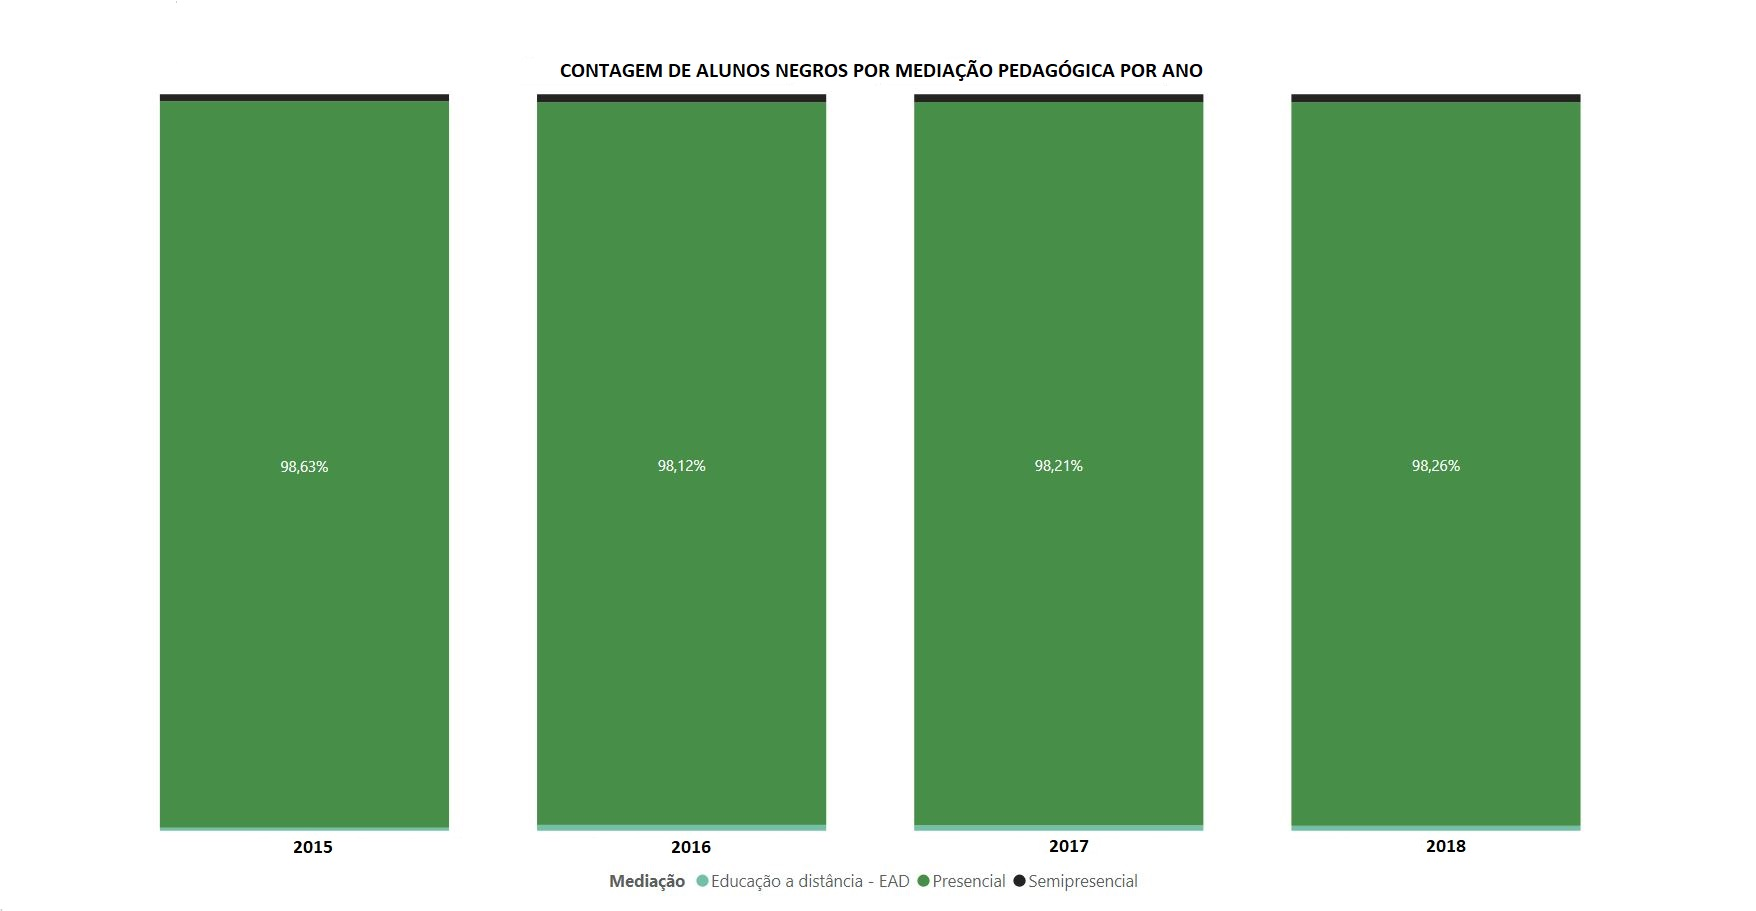 CONTAGEM DE ALUNOS NEGROS POR MEDIAÇÃO PEDAGÓGICA POR ANO
98,63% 98,12% 98,21% 98,26%
2015 2016 2017 2018
Mediação Educação a distância - EAD Presencial Semipresencial